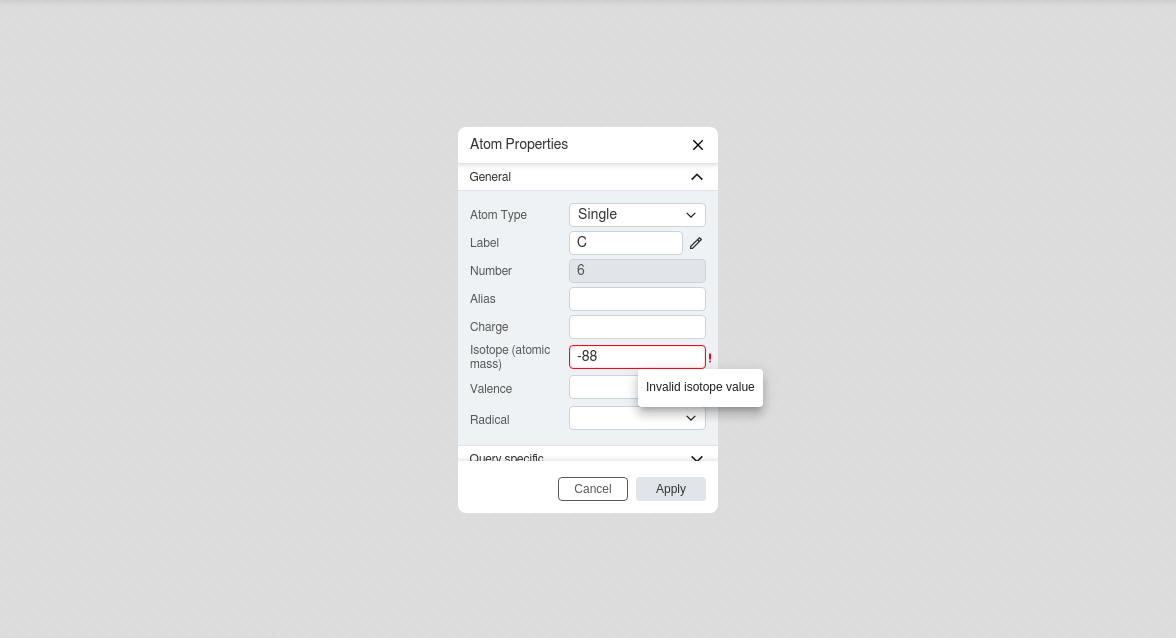 Atom Properties
General
Atom Type Single
Label C
Number 6
Alias
Charge
Isotope (atomic
mass) -88 !
Invalid isotope value
Valence
Radical
Query specific
Cancel Apply